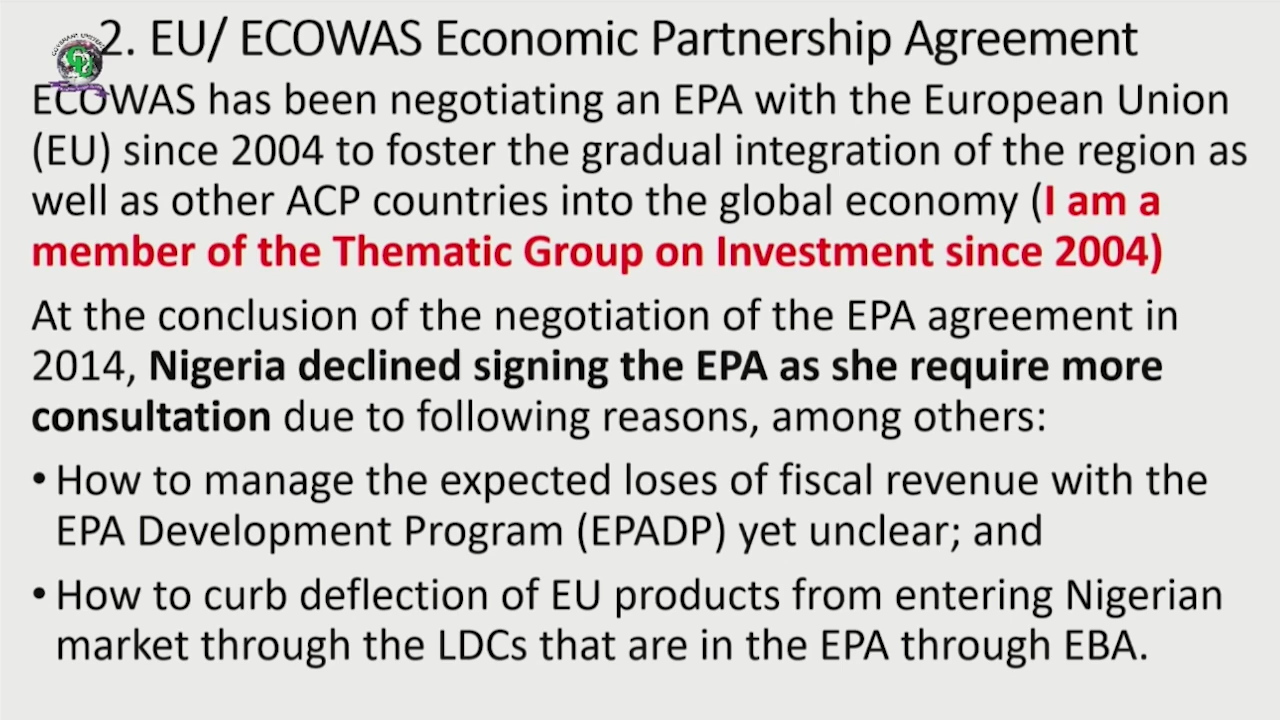 2. EU/ ECOWAS Economic Partnership Agreement
ECOWAS has been negotiating an EPA with the European Union
(EU) since 2004 to foster the gradual integration of the region as
well as other ACP countries into the global economy (I am a
member of the Thematic Group on Investment since 2004)
At the conclusion of the negotiation of the EPA agreement in
2014, Nigeria declined signing the EPA as she require more
consultation due to following reasons, among others:
• How to manage the expected loses of fiscal revenue with the
EPA Development Program (EPADP) yet unclear; and
• How to curb deflection of EU products from entering Nigerian
market through the LDCs that are in the EPA through EBA.